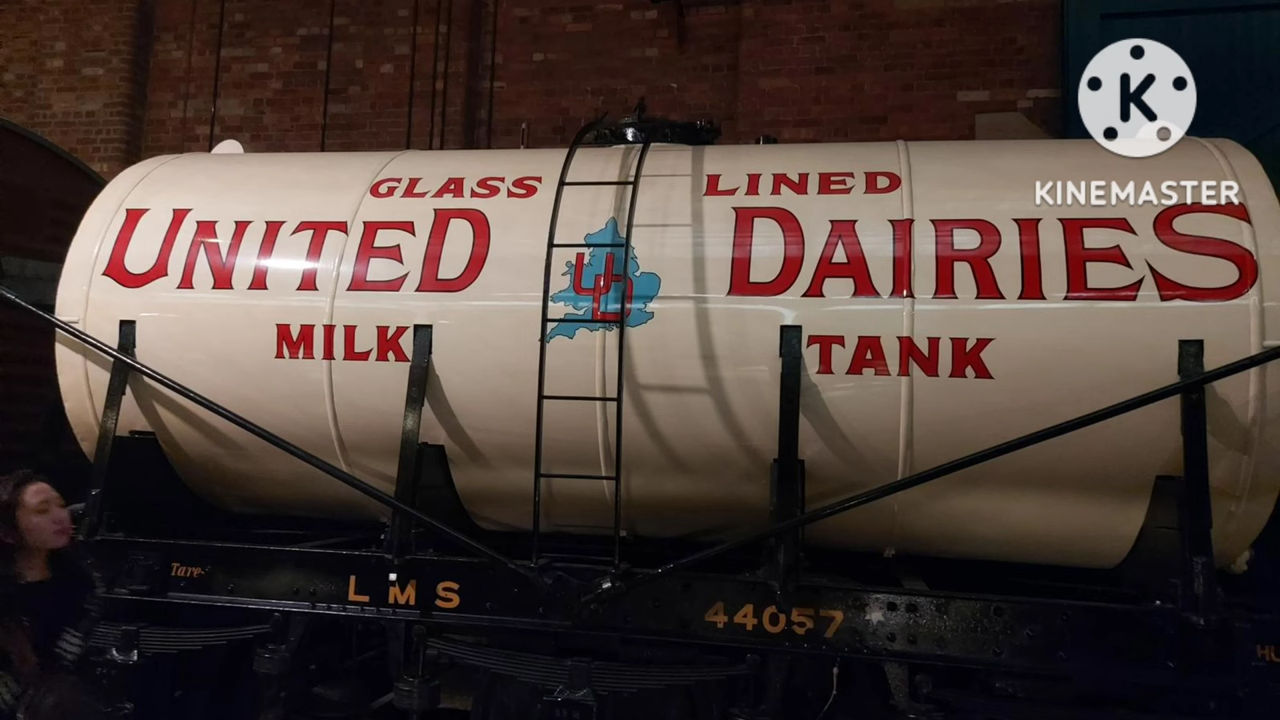 K
KINEMASTER
GLASS LINED
UNITED DAIRIES
UD
MILK TANK
Tare-
LMS
44057